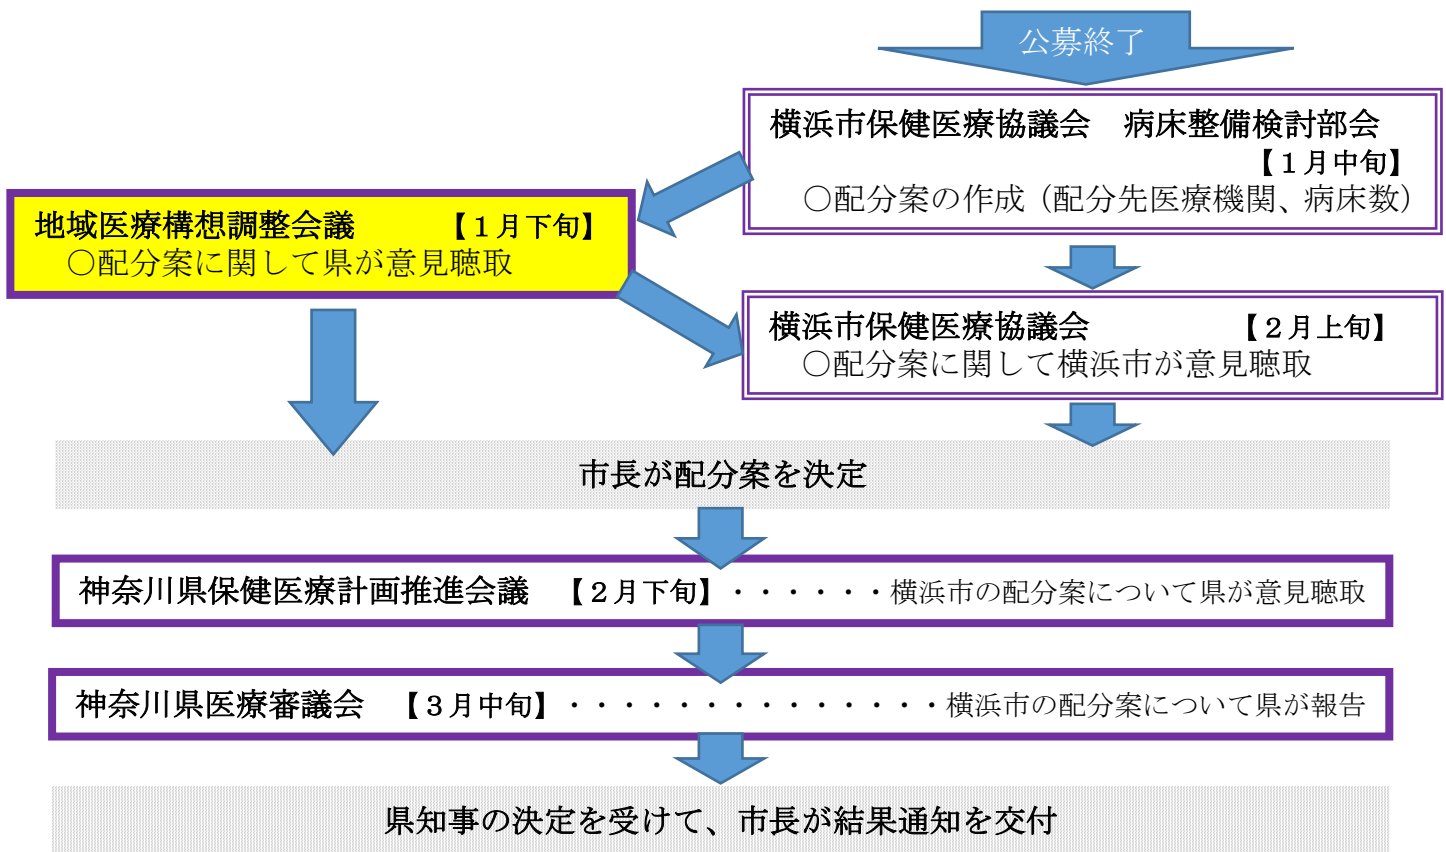 公募終了
横浜市保健医療協議会　病床整備検討部会
【１月中旬】
○配分案の作成（配分先医療機関、病床数）
地域医療構想調整会議　　　【１月下旬】
○配分案に関して県が意見聴取
横浜市保健医療協議会　　　　　【２月上旬】
○配分案に関して横浜市が意見聴取
市長が配分案を決定
神奈川県保健医療計画推進会議　【２月下旬】・・・・・・横浜市の配分案について県が意見聴取
神奈川県医療審議会　【３月中旬】・・・・・・・・・・・・・・横浜市の配分案について県が報告
県知事の決定を受けて、市長が結果通知を交付